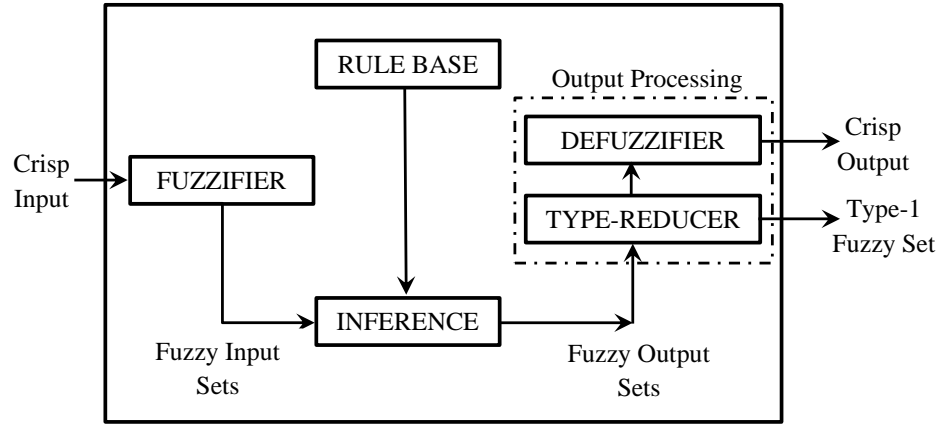 RULE BASE
Output Processing
DEFUZZIFIER
Crisp
Output
Crisp
Input
FUZZIFIER
TYPE-REDUCER
Type-1
Fuzzy Set
INFERENCE
Fuzzy Input
Sets
Fuzzy Output
Sets